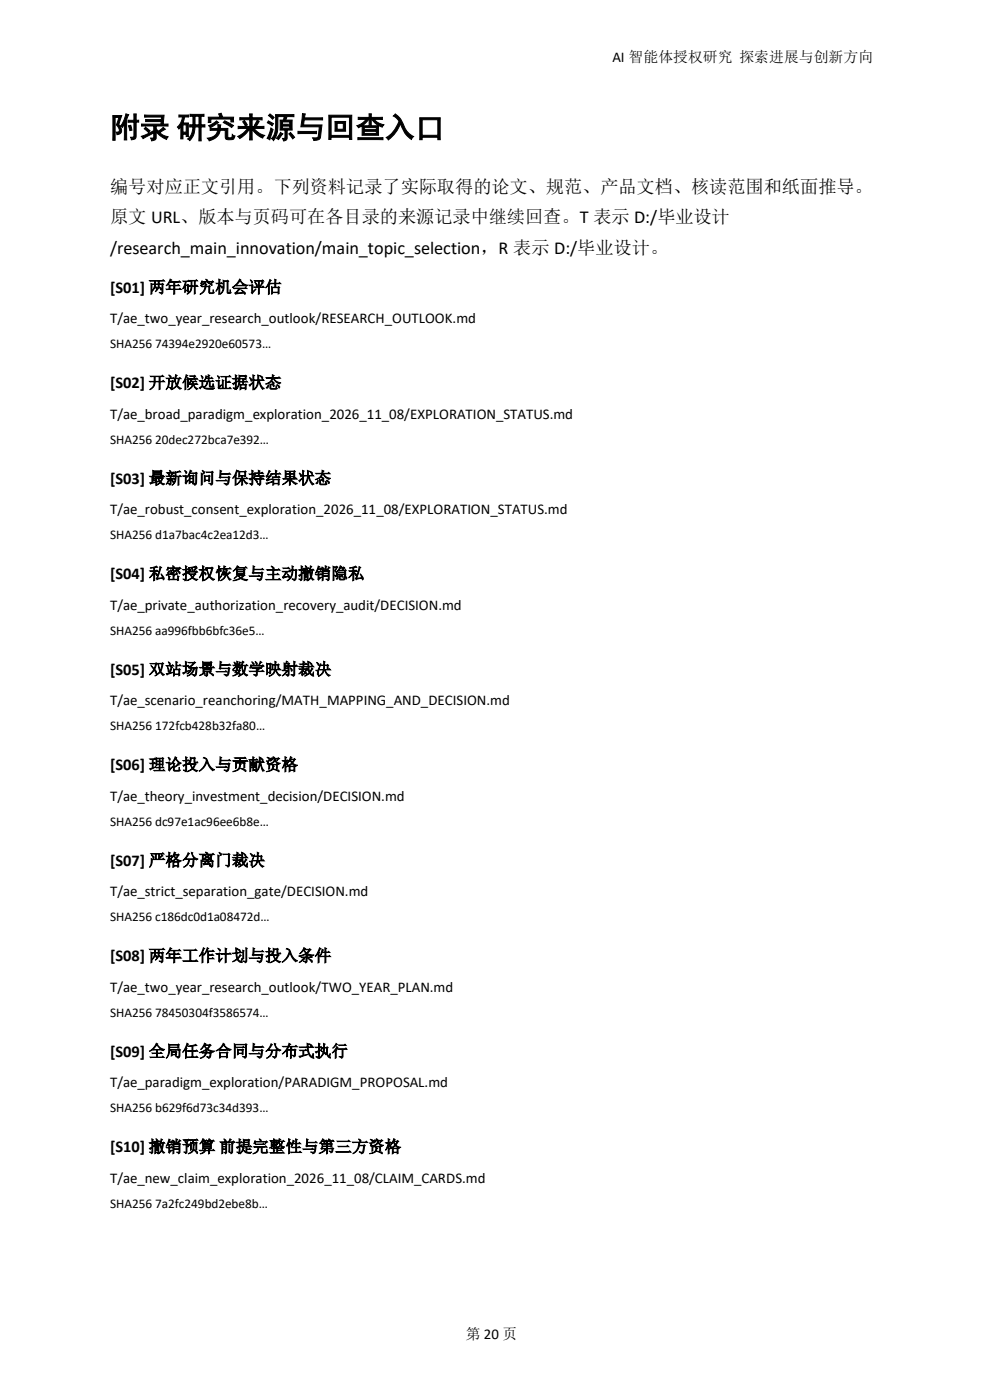 AI 智能体授权研究 探索进展与创新方向
附录 研究来源与回查入口
编号对应正文引用。下列资料记录了实际取得的论文、规范、产品文档、核读范围和纸面推导。
原文 URL、版本与页码可在各目录的来源记录中继续回查。T 表示 D:/毕业设计
/research_main_innovation/main_topic_selection，R 表示 D:/毕业设计。
[S01] 两年研究机会评估
T/ae_two_year_research_outlook/RESEARCH_OUTLOOK.md
SHA256 74394e2920e60573...
[S02] 开放候选证据状态
T/ae_broad_paradigm_exploration_2026_11_08/EXPLORATION_STATUS.md
SHA256 20dec272bca7e392...
[S03] 最新询问与保持结果状态
T/ae_robust_consent_exploration_2026_11_08/EXPLORATION_STATUS.md
SHA256 d1a7bac4c2ea12d3...
[S04] 私密授权恢复与主动撤销隐私
T/ae_private_authorization_recovery_audit/DECISION.md
SHA256 aa996fbb6bfc36e5...
[S05] 双站场景与数学映射裁决
T/ae_scenario_reanchoring/MATH_MAPPING_AND_DECISION.md
SHA256 172fcb428b32fa80...
[S06] 理论投入与贡献资格
T/ae_theory_investment_decision/DECISION.md
SHA256 dc97e1ac96ee6b8e...
[S07] 严格分离门裁决
T/ae_strict_separation_gate/DECISION.md
SHA256 c186dc0d1a08472d...
[S08] 两年工作计划与投入条件
T/ae_two_year_research_outlook/TWO_YEAR_PLAN.md
SHA256 78450304f3586574...
[S09] 全局任务合同与分布式执行
T/ae_paradigm_exploration/PARADIGM_PROPOSAL.md
SHA256 b629f6d73c34d393...
[S10] 撤销预算 前提完整性与第三方资格
T/ae_new_claim_exploration_2026_11_08/CLAIM_CARDS.md
SHA256 7a2fc249bd2ebe8b...
第 20 页